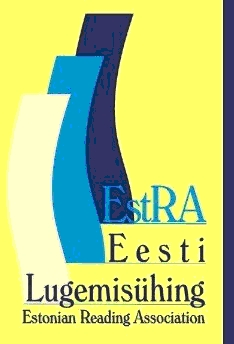 EstRA
Eesti
Lugemisühing
Estonian Reading Association